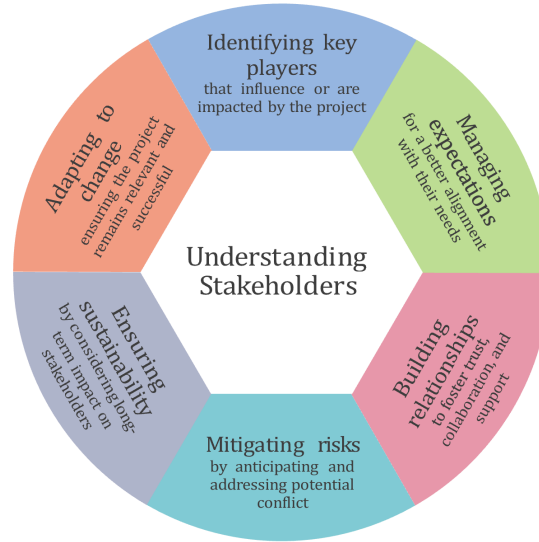 Identifying key
players
that influence or are
impacted by the project
Managing
expectations
for a better alignment
with their needs
Building
relationships
to foster trust,
collaboration, and
support
Mitigating risks
by anticipating and
addressing potential
conflict
Ensuring
sustainability
by considering long-
term impact on
stakeholders
Adapting to
change
ensuring the project
remains relevant and
successful
Understanding
Stakeholders